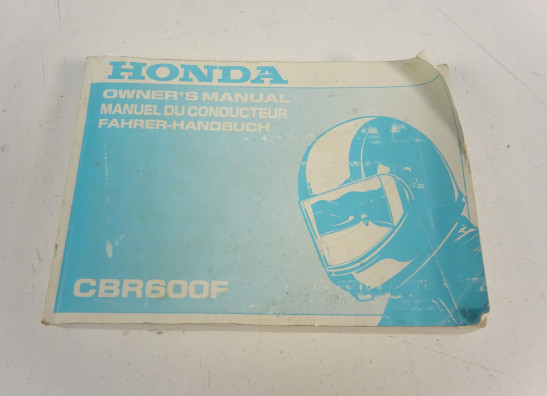 HONDA
OWNER'S MANUAL
MANUEL DU CONDUCTEUR
FAHRER-HANDBUCH
CBR600F